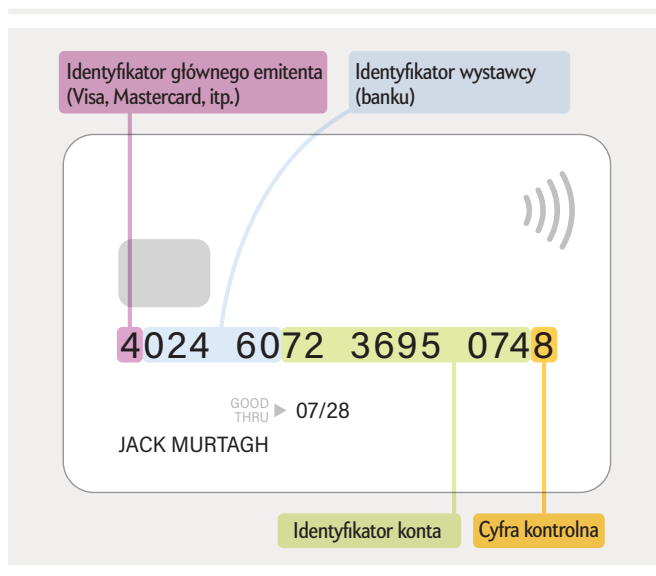 Identyfikator głównego emitenta
(Visa, Mastercard, itp.)
Identyfikator wystawcy
(banku)
4024 6072 3695 0748
GOOD
THRU 07/28
JACK MURTAGH
Identyfikator konta
Cyfra kontrolna